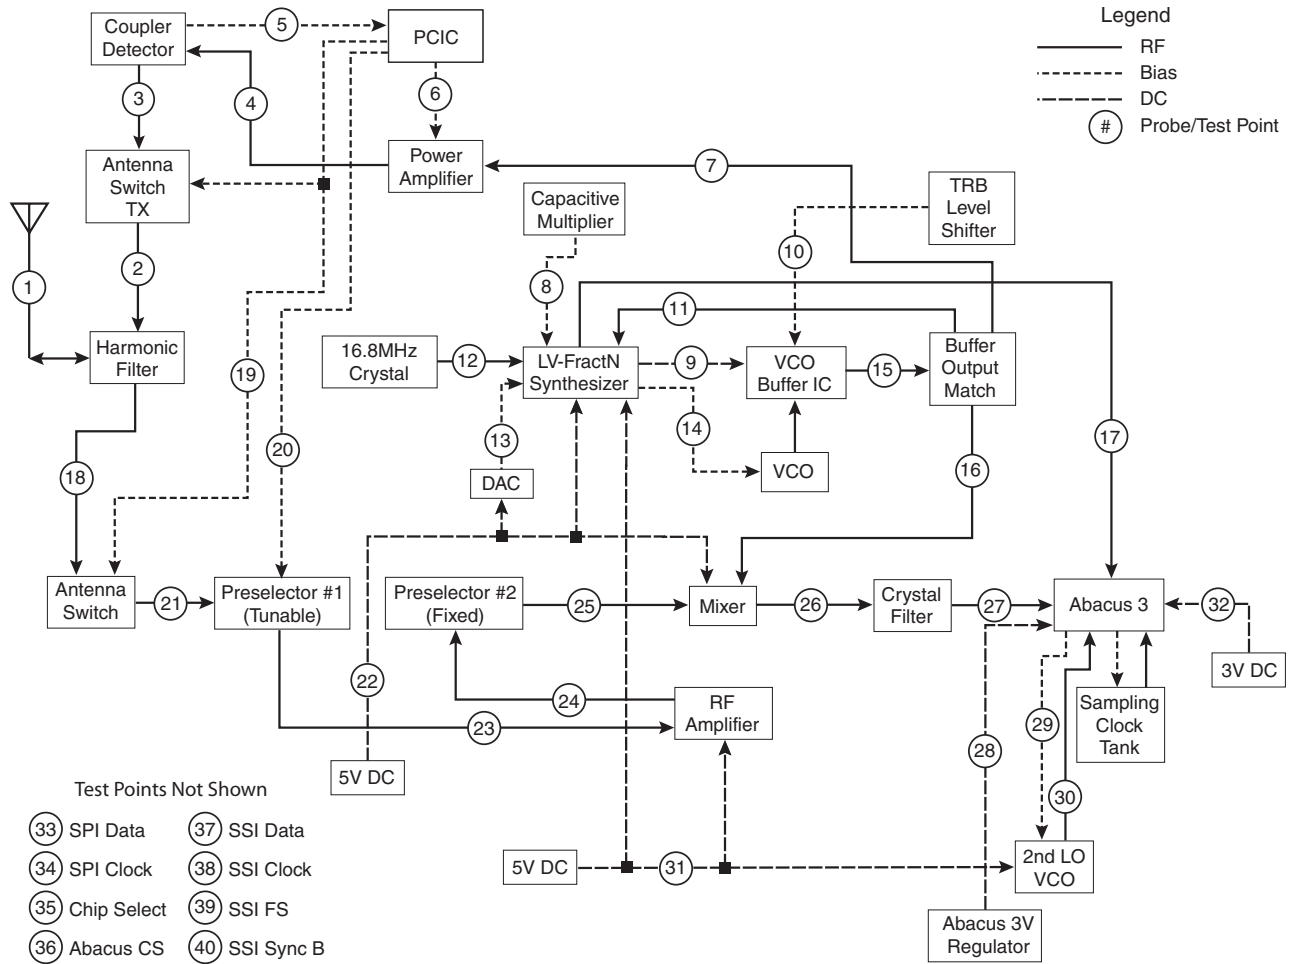 Coupler
Detector
5
PCIC
Legend
RF
Bias
DC
# Probe/Test Point
3
4
6
Antenna
Switch
TX
Power
Amplifier
7
Capacitive
Multiplier
TRB
Level
Shifter
1
2
8
10
11
Harmonic
Filter
19
16.8MHz
Crystal
12
LV-FractN
Synthesizer
9
VCO
Buffer IC
15
Buffer
Output
Match
20
13
14
17
18
DAC
VCO
16
Antenna
Switch
21
Preselector #1
(Tunable)
Preselector #2
(Fixed)
25
Mixer
26
Crystal
Filter
27
Abacus 3
32
3V DC
22
24
23
RF
Amplifier
28
29
Sampling
Clock
Tank
5V DC
30
Test Points Not Shown
33 SPI Data
37 SSI Data
34 SPI Clock
38 SSI Clock
35 Chip Select
39 SSI FS
36 Abacus CS
40 SSI Sync B
5V DC
31
2nd LO
VCO
Abacus 3V
Regulator